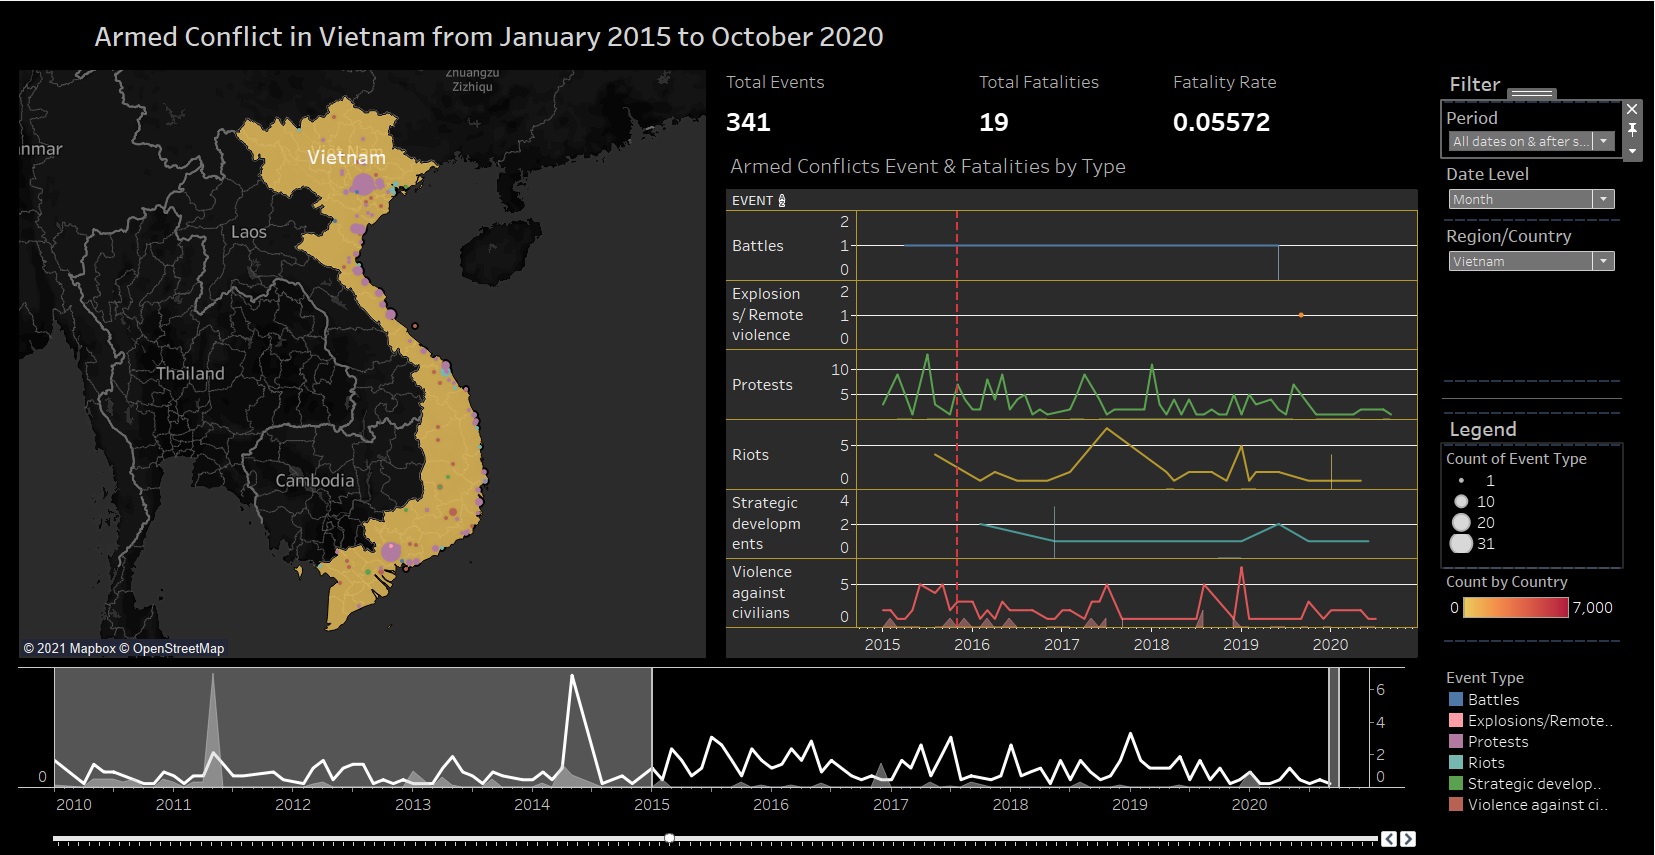 Armed Conflict in Vietnam from January 2015 to October 2020
Zhuangzu
Zizhiqu
nmar
Vietnam
Laos
Thailand
Cambodia
© 2021 Mapbox © OpenStreetMap
Total Events
341
Total Fatalities
19
Fatality Rate
0.05572
Armed Conflicts Event & Fatalities by Type
EVENT
Battles
2
1
0
Explosion
s/ Remote
violence
2
1
0
Protests
10
5
Riots
5
0
Strategic
developm
ents
4
2
0
Violence
against
civilians
5
0
2015 2016 2017 2018 2019 2020
Filter
Period
All dates on & after s...
Date Level
Month
Region/Country
Vietnam
Legend
Count of Event Type
1
10
20
31
Count by Country
0 7,000
Event Type
Battles
Explosions/Remote..
Protests
Riots
Strategic develop..
Violence against ci..
0
6
4
2
0
2010 2011 2012 2013 2014 2015 2016 2017 2018 2019 2020